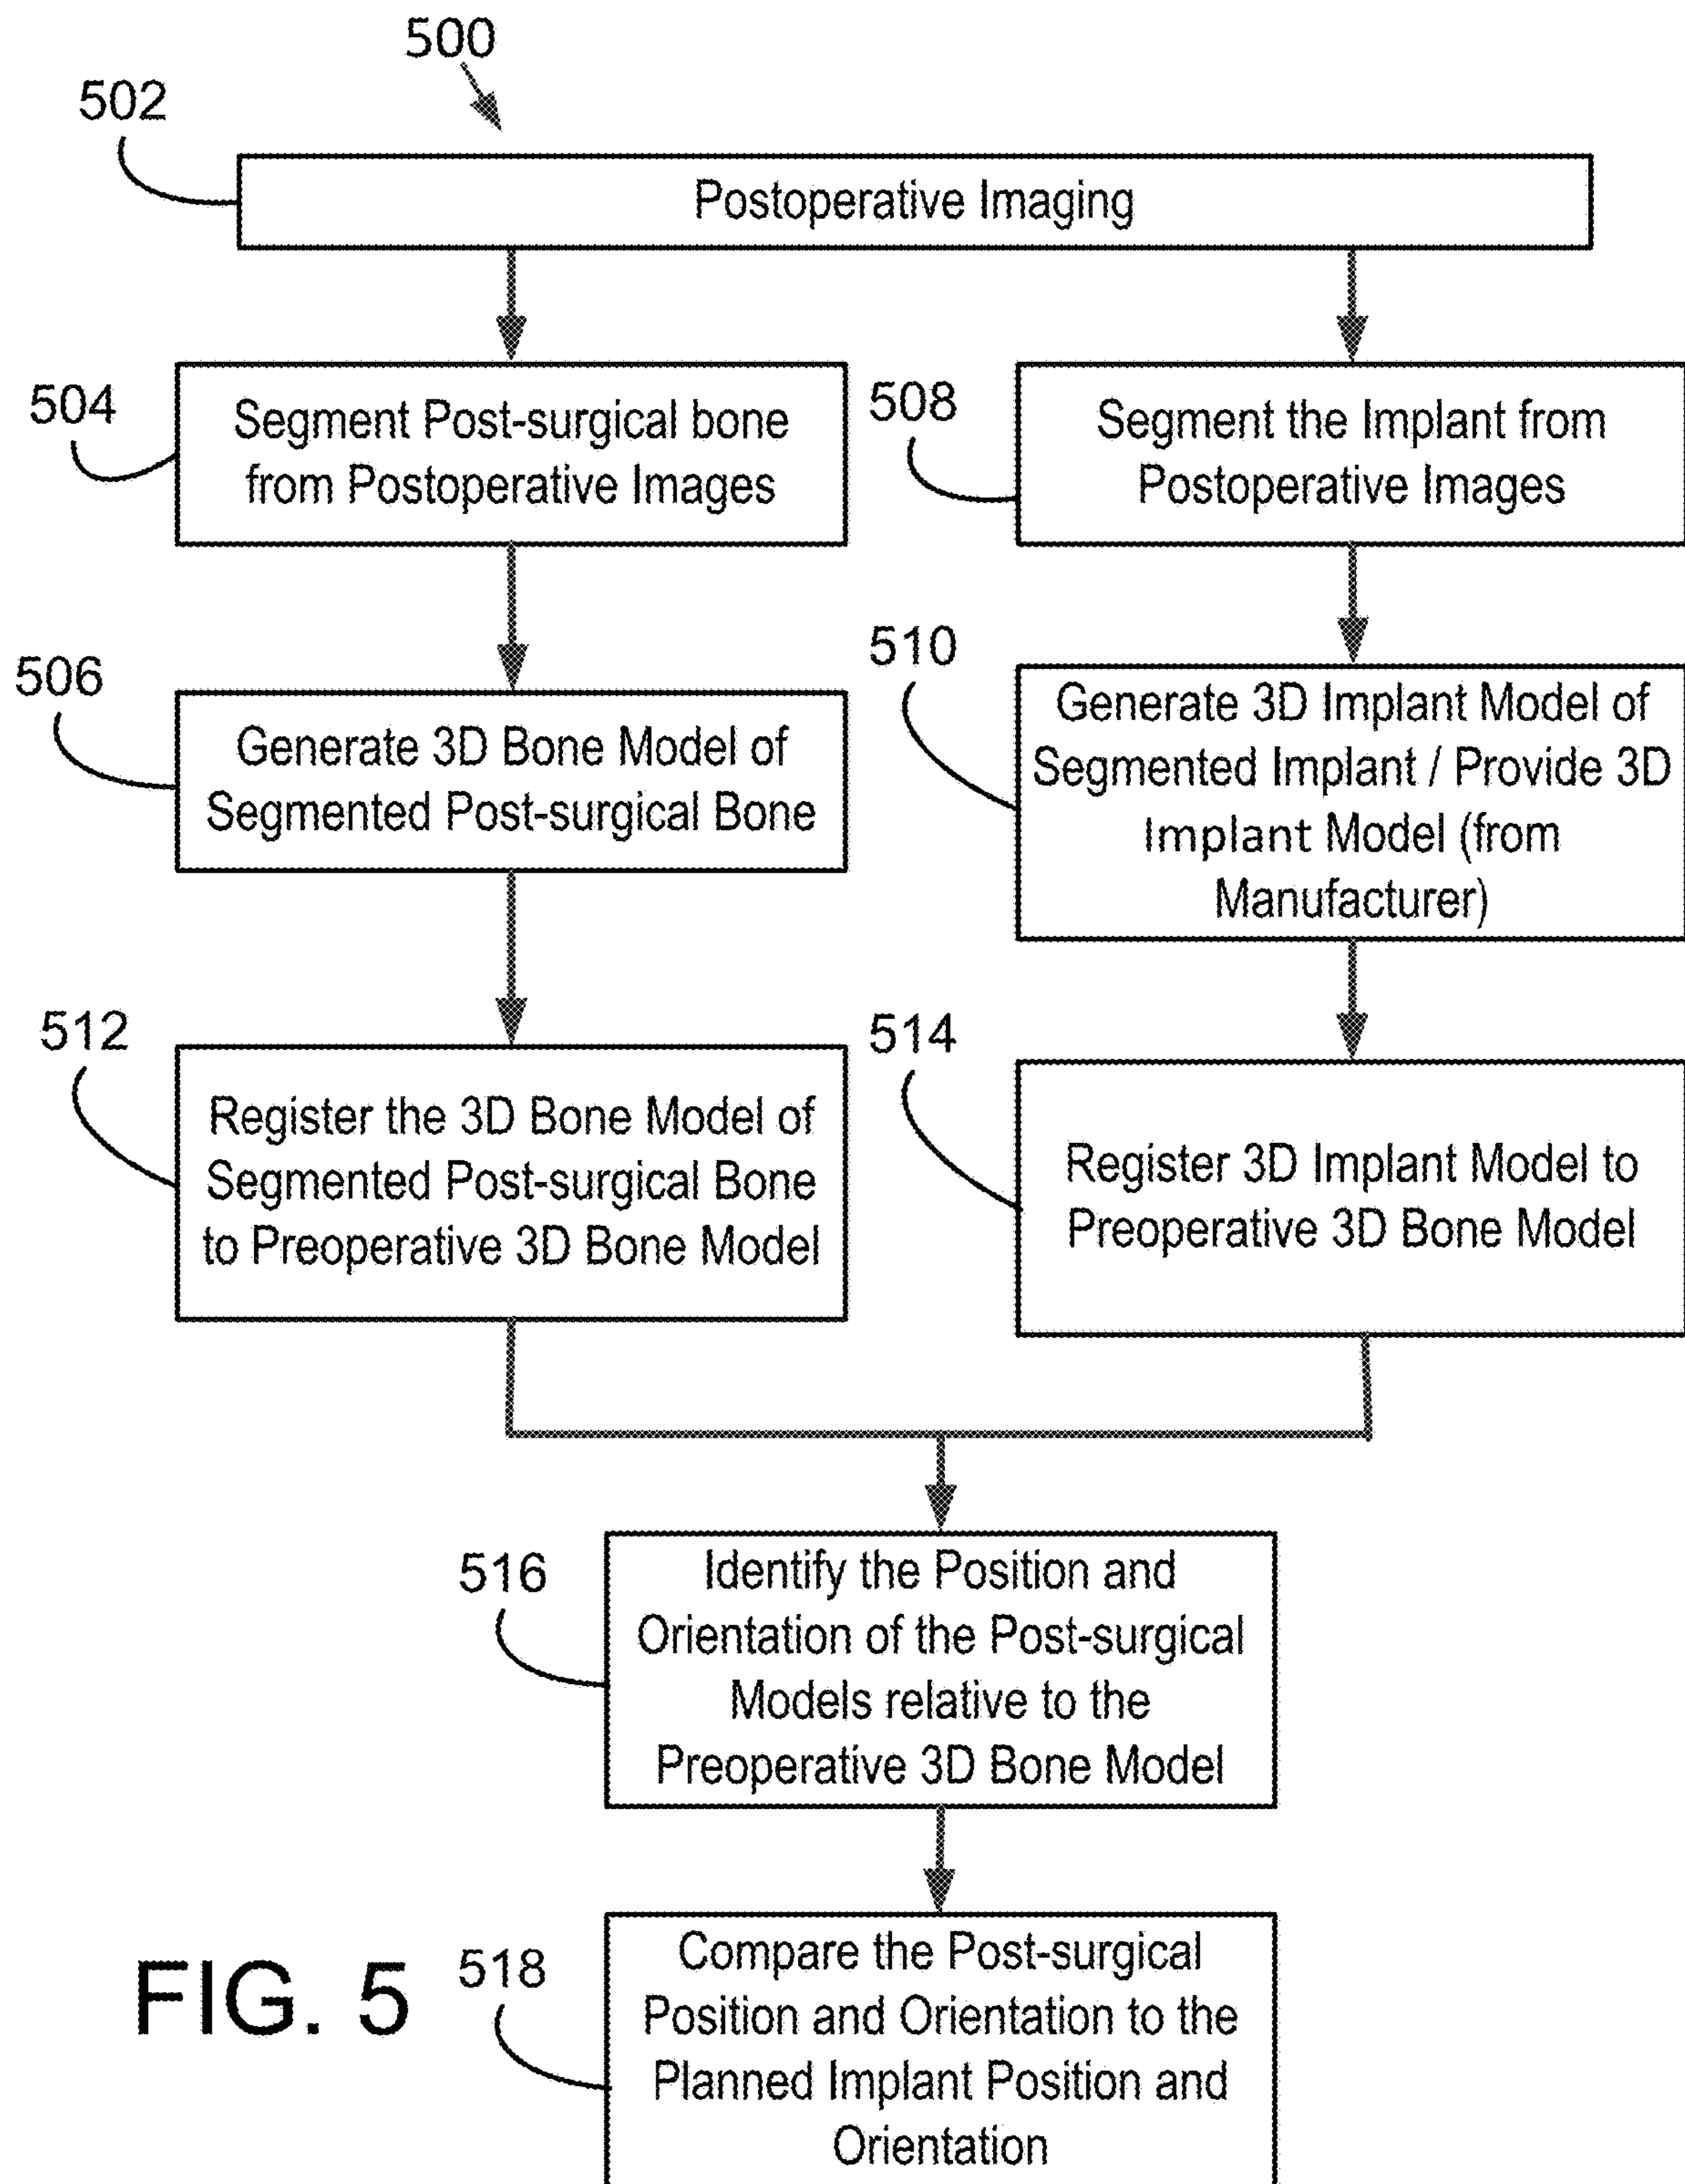 500
502
Postoperative Imaging
504
Segment Post-surgical bone
from Postoperative Images
508
Segment the Implant from
Postoperative Images
506
Generate 3D Bone Model of
Segmented Post-surgical Bone
510
Generate 3D Implant Model of
Segmented Implant / Provide 3D
Implant Model (from
Manufacturer)
512
Register the 3D Bone Model of
Segmented Post-surgical Bone
to Preoperative 3D Bone Model
514
Register 3D Implant Model to
Preoperative 3D Bone Model
516
Identify the Position and
Orientation of the Post-surgical
Models relative to the
Preoperative 3D Bone Model
518
Compare the Post-surgical
Position and Orientation to the
Planned Implant Position and
Orientation
FIG. 5